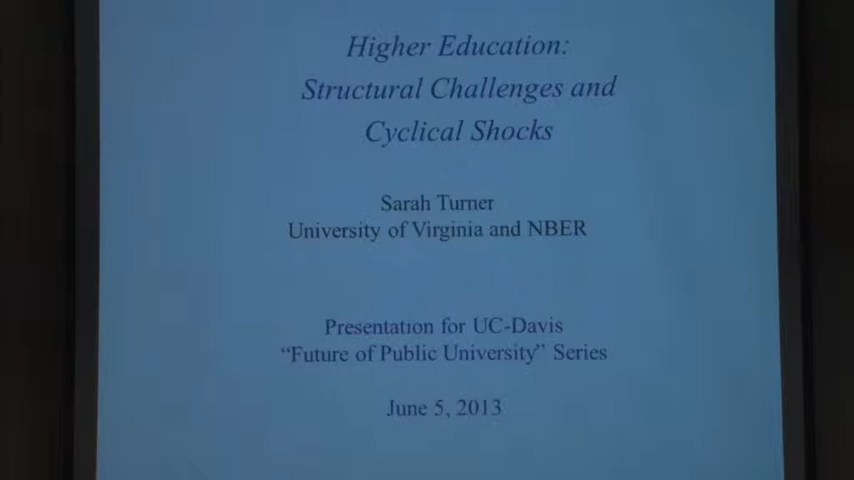 Higher Education:
Structural Challenges and
Cyclical Shocks
Sarah Turner
University of Virginia and NBER
Presentation for UC-Davis
“Future of Public University” Series
June 5, 2013